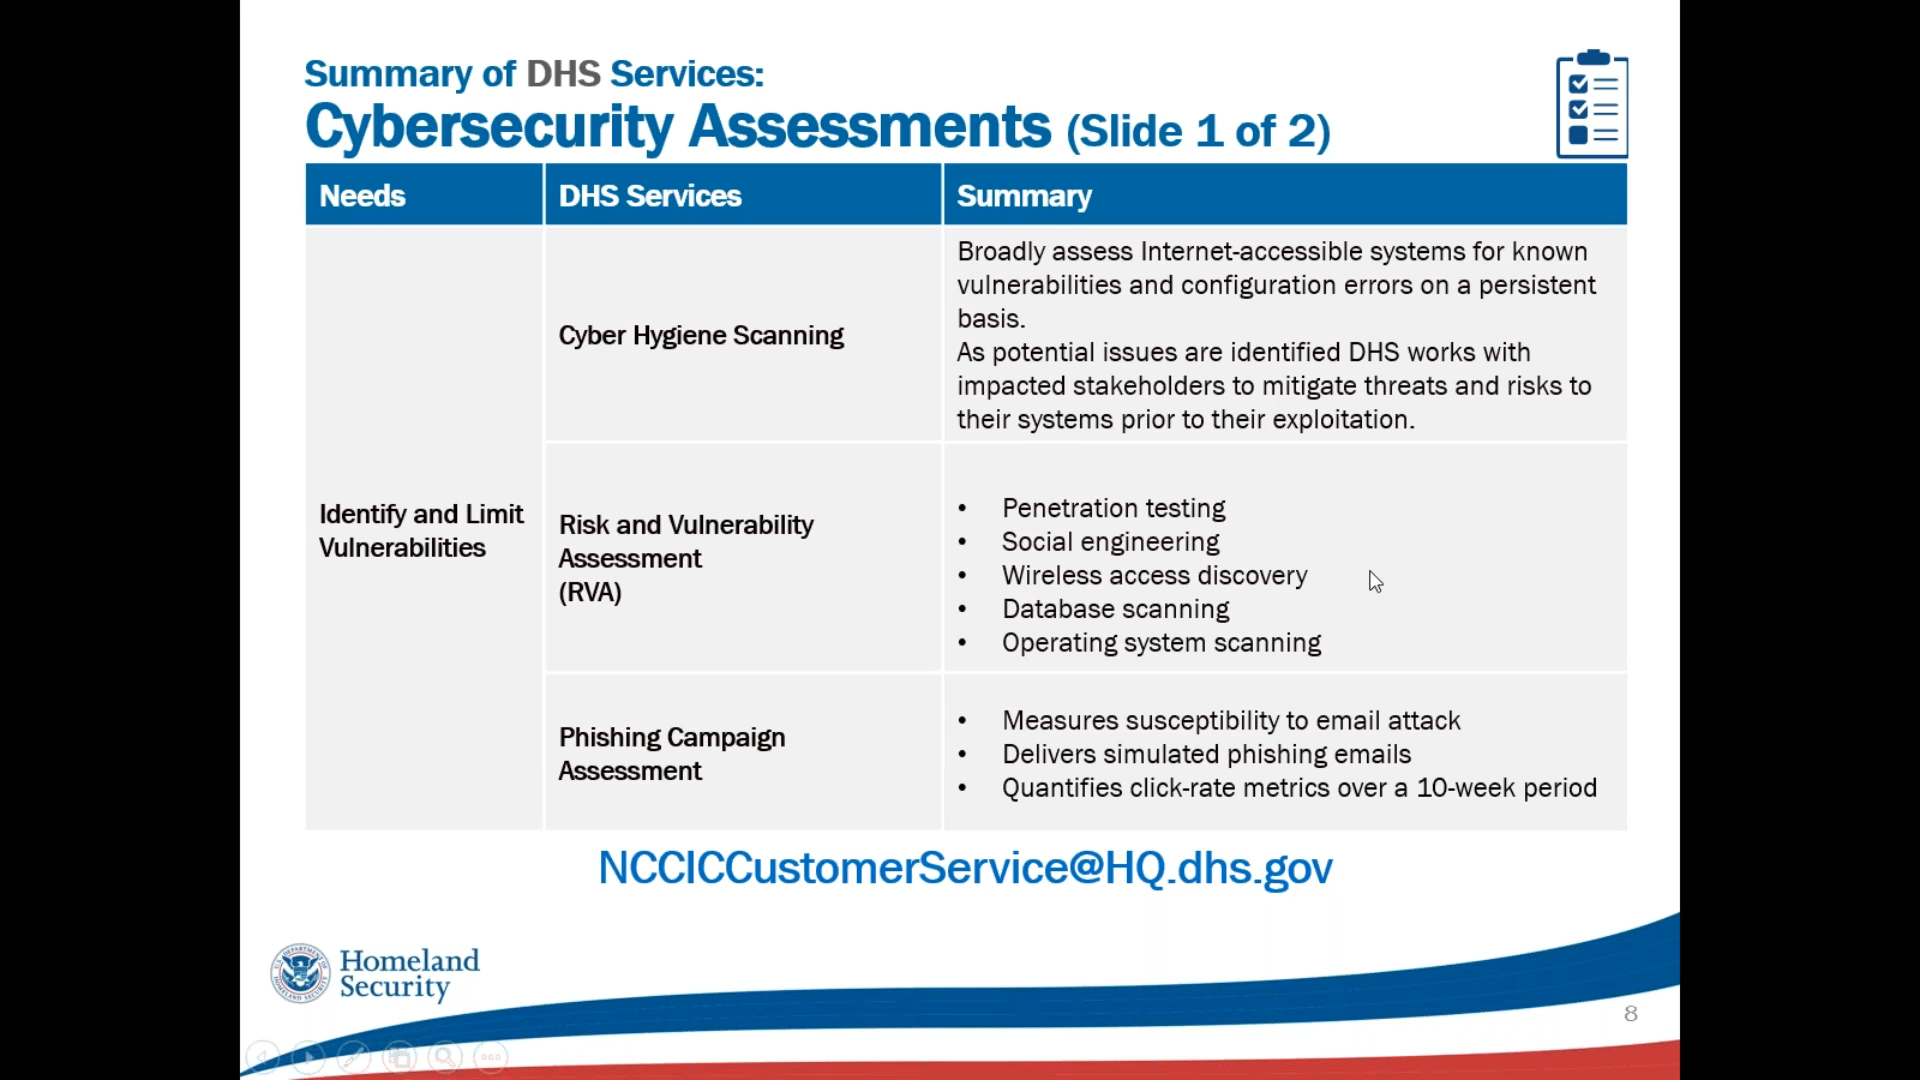 Summary of DHS Services:
Cybersecurity Assessments (Slide 1 of 2)
Needs
DHS Services
Summary
Identify and Limit
Vulnerabilities
Cyber Hygiene Scanning
Broadly assess Internet-accessible systems for known
vulnerabilities and configuration errors on a persistent
basis.
As potential issues are identified DHS works with
impacted stakeholders to mitigate threats and risks to
their systems prior to their exploitation.
Risk and Vulnerability
Assessment
(RVA)
• Penetration testing
• Social engineering
• Wireless access discovery
• Database scanning
• Operating system scanning
Phishing Campaign
Assessment
• Measures susceptibility to email attack
• Delivers simulated phishing emails
• Quantifies click-rate metrics over a 10-week period
NCCICCustomerService@HQ.dhs.gov
Homeland
Security
8